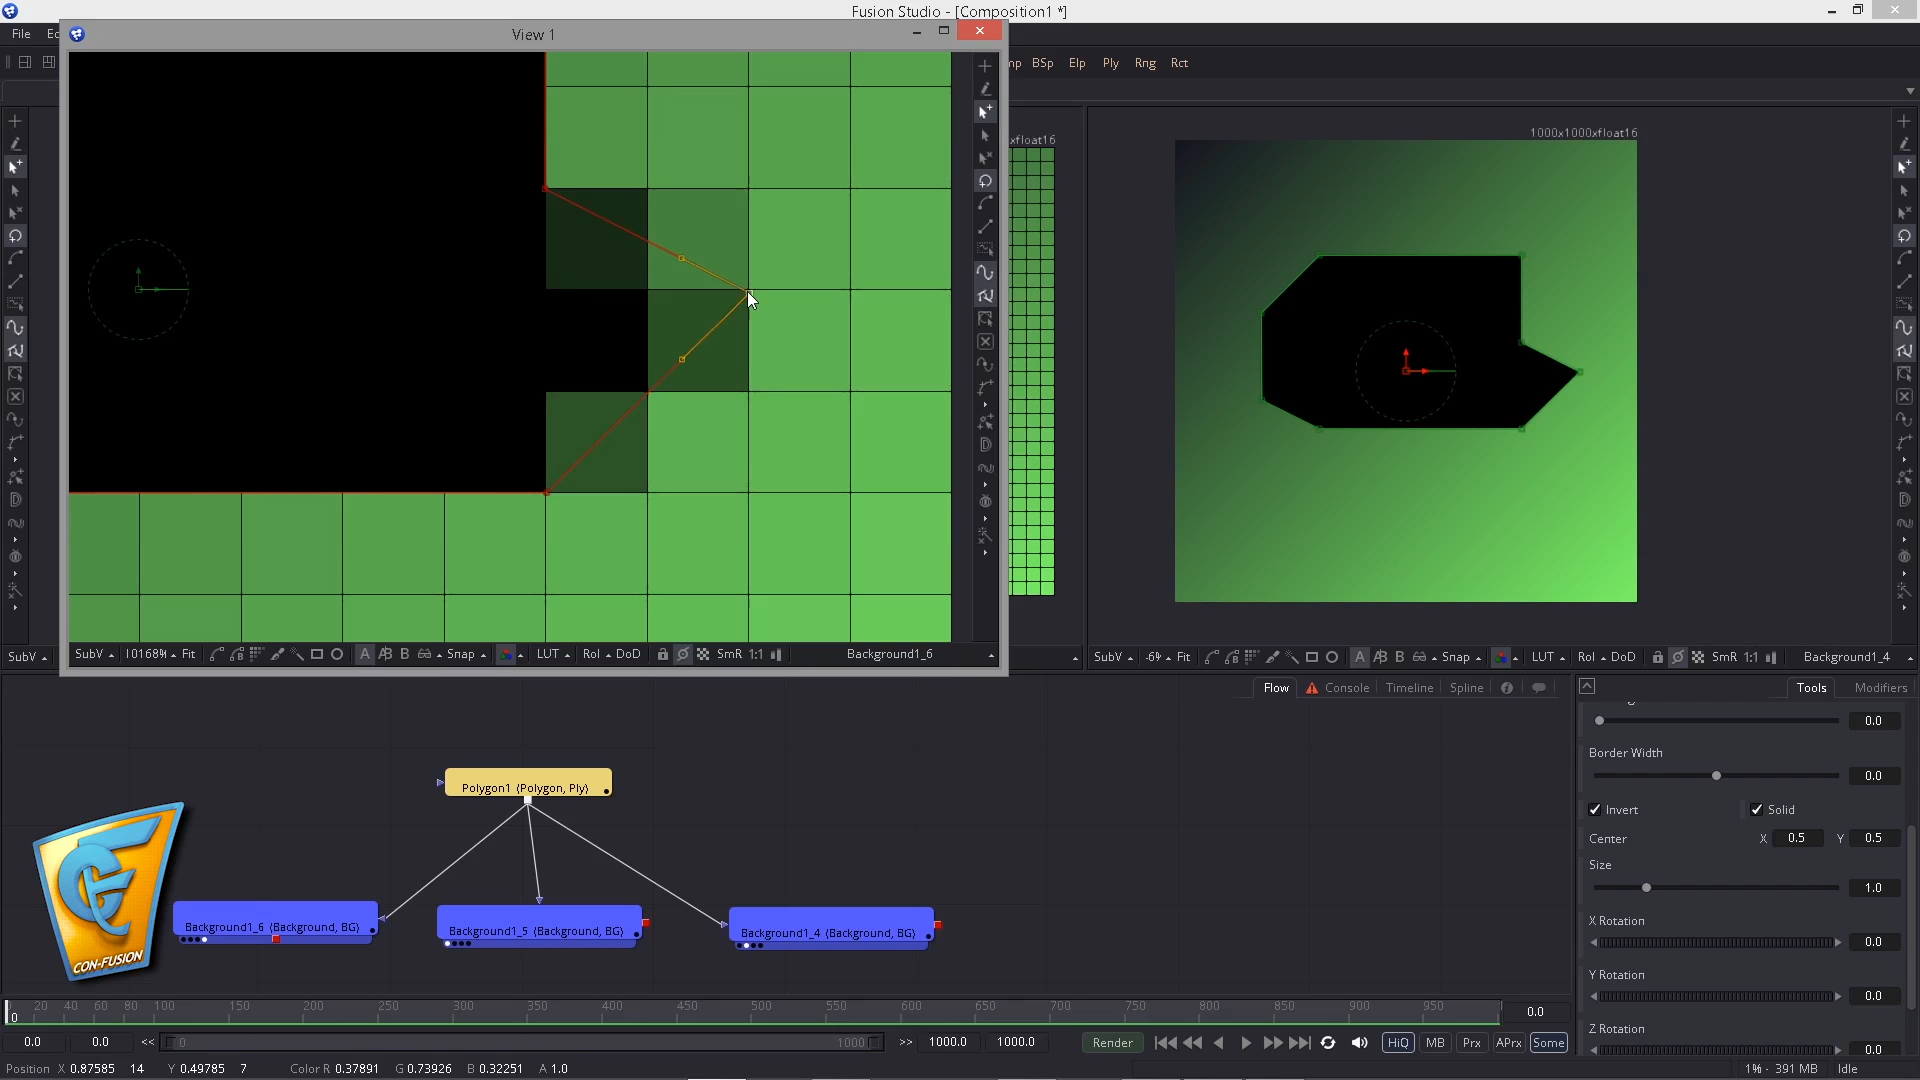 Fusion Studio - [Composition1 *]
File
View 1
BSp Elp Ply Rng Rct
xfloat16
1000x1000xfloat16
SubV 10168% Fit A B Snap LUT Rol DoD SmR 1:1 Background1_6
SubV
SubV Fit A B Snap LUT Rol DoD SmR 1:1 Background1_4
Flow Console Timeline Spline
Tools Modifiers
0.0
Border Width
0.0
Invert Solid
Center X 0.5 Y 0.5
Size
1.0
X Rotation
0.0
Y Rotation
0.0
Z Rotation
0.0
Polygon1 (Polygon, Ply)
Background1_6 (Background, BG)
Background1_5 (Background, BG)
Background1_4 (Background, BG)
CON-FUSION
0 20 40 60 80 100 150 200 250 300 350 400 450 500 550 600 650 700 750 800 850 900 950
0.0
0.0 0.0 << 0 1000 >> 1000.0 1000.0 Render HiQ MB Prx APrx Some
Position X 0.87585 14 Y 0.49785 7 Color R 0.37891 G 0.73926 B 0.32251 A 1.0 1% - 391 MB Idle